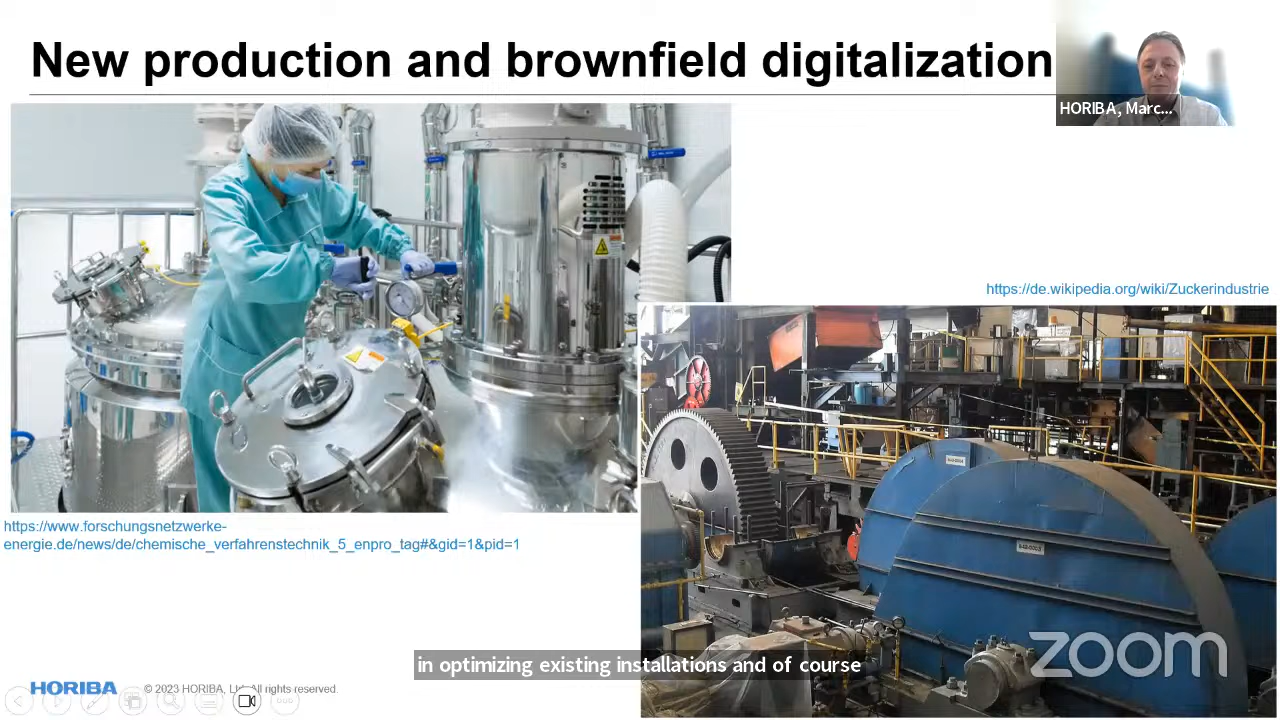 New production and brownfield digitalization
HORIBA, Marc...
https://de.wikipedia.org/wiki/Zuckerindustrie
https://www.forschungsnetzwerke-
energie.de/news/de/chemische_verfahrenstechnik_5_enpro_tag#&gid=1&pid=1
in optimizing existing installations and of course
zoom
HORIBA
© 2023 HORIBA, Ltd. All rights reserved.